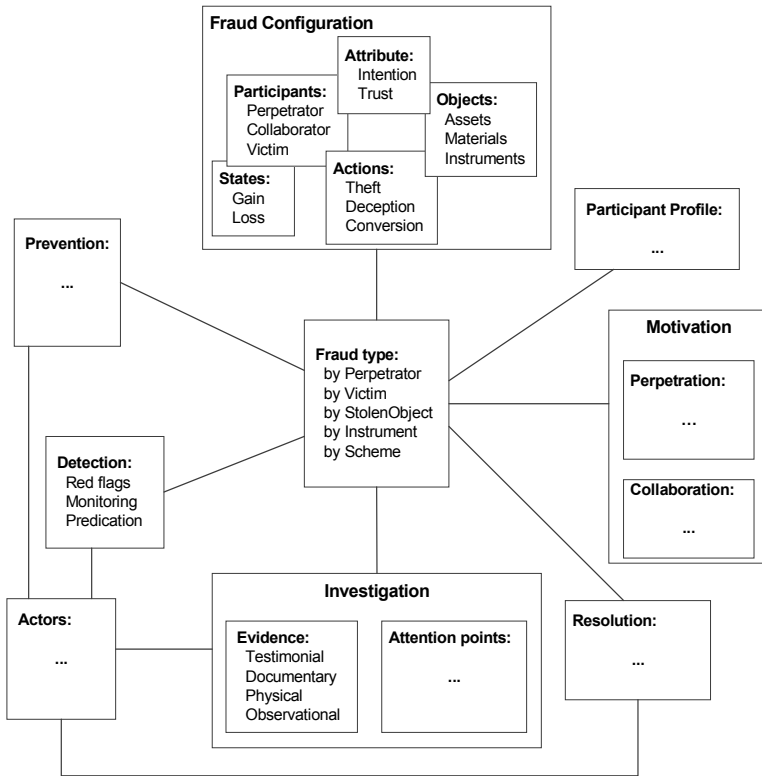 Fraud Configuration
Attribute:
Intention
Trust
Participants:
Perpetrator
Collaborator
Victim
Objects:
Assets
Materials
Instruments
States:
Gain
Loss
Actions:
Theft
Deception
Conversion
Prevention:
...
Participant Profile:
...
Fraud type:
by Perpetrator
by Victim
by StolenObject
by Instrument
by Scheme
Motivation
Perpetration:
...
Collaboration:
...
Detection:
Red flags
Monitoring
Predication
Investigation
Evidence:
Testimonial
Documentary
Physical
Observational
Attention points:
...
Actors:
...
Resolution:
...